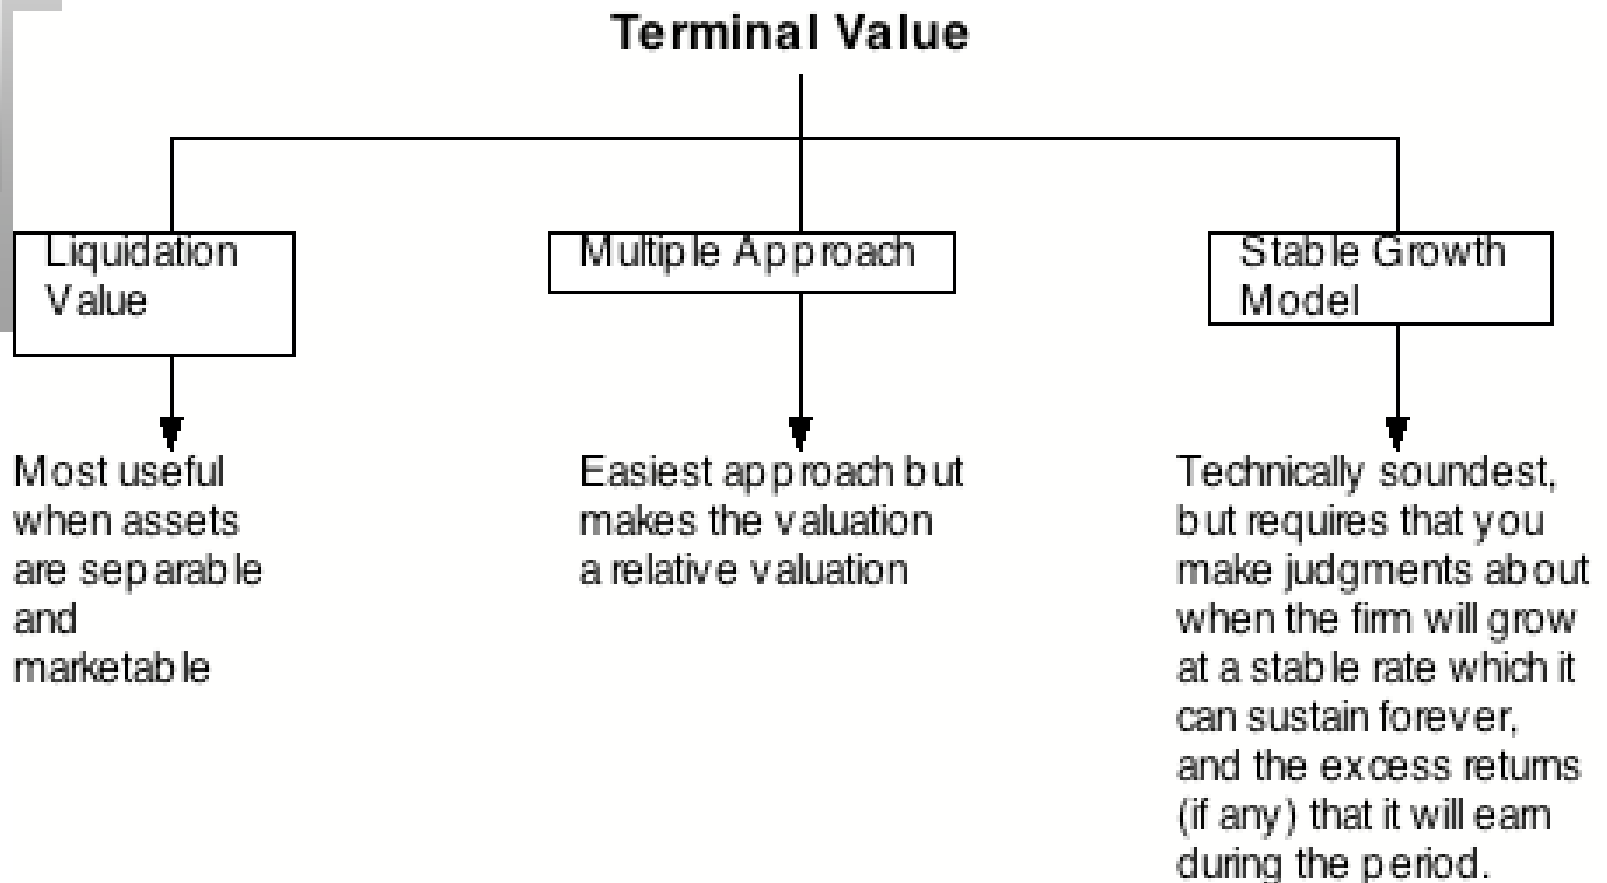 Terminal Value
Liquidation
Value
Multiple Approach
Stable Growth
Model
Most useful
when assets
are separable
and
marketable
Easiest approach but
makes the valuation
a relative valuation
Technically soundest,
but requires that you
make judgments about
when the firm will grow
at a stable rate which it
can sustain forever,
and the excess returns
(if any) that it will earn
during the period.